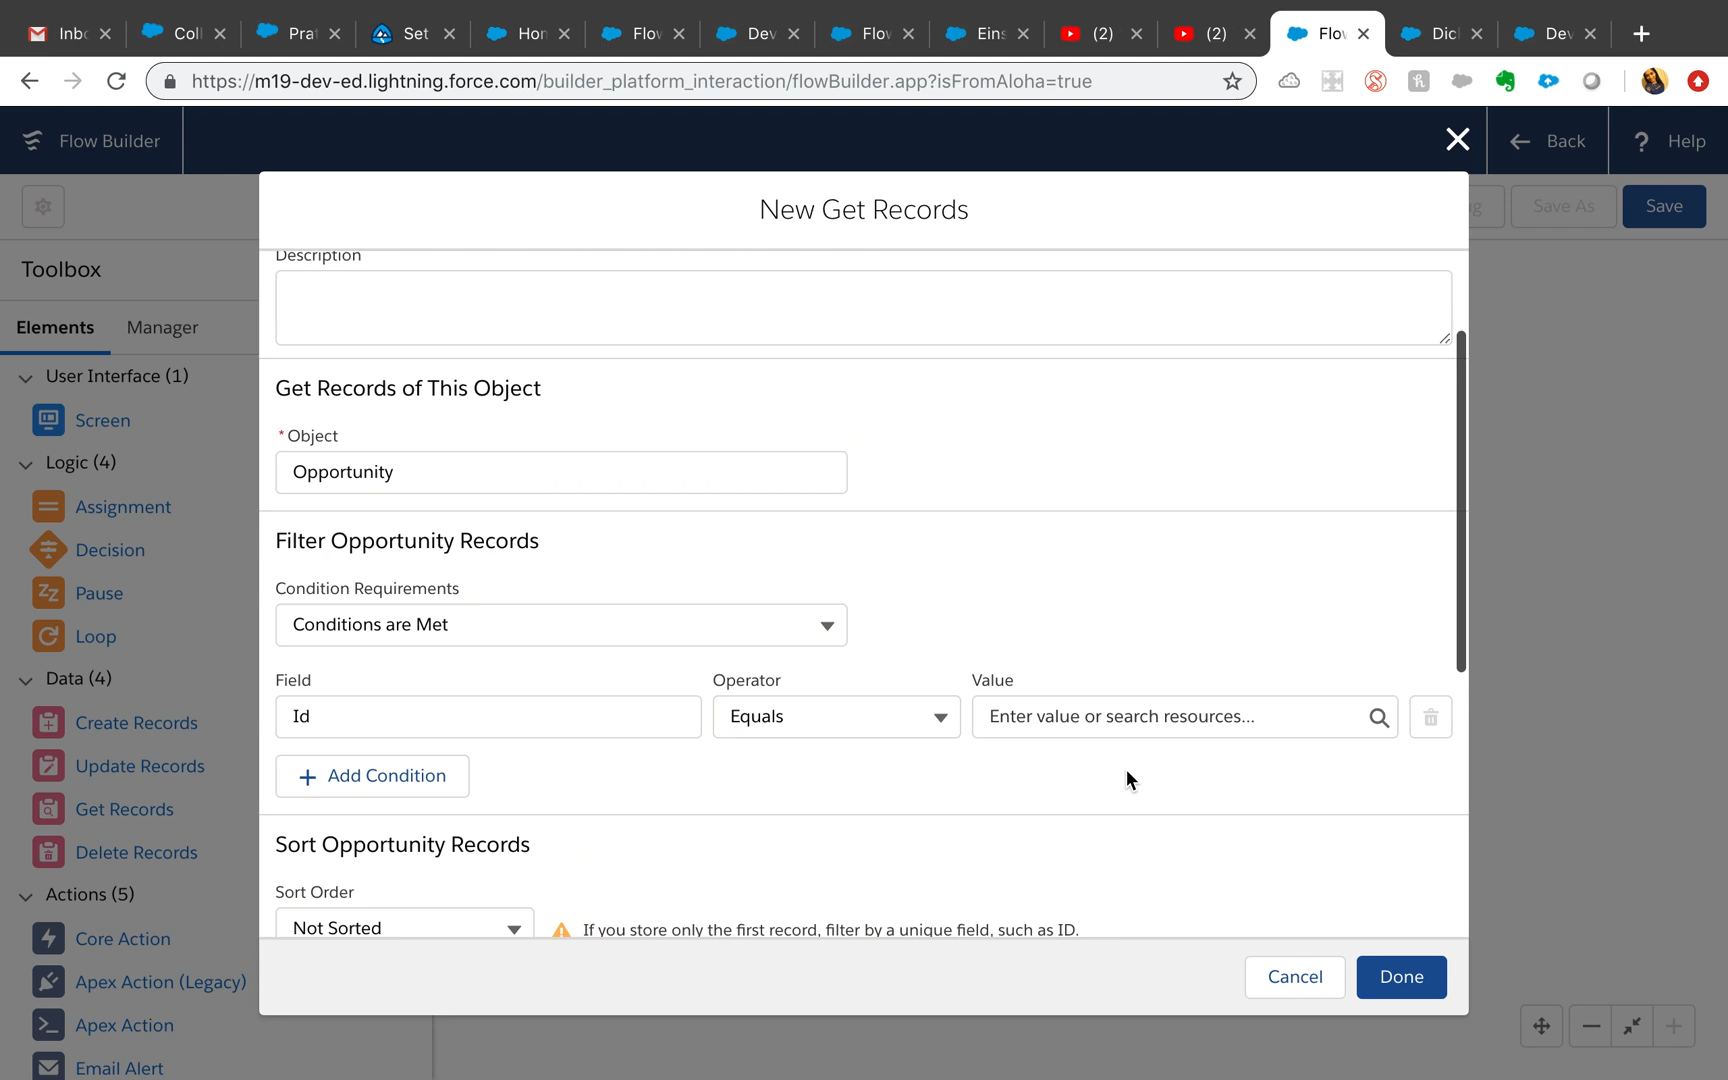 Inb
Coll
Prat
Set
Hom
Flow
Dev
Flow
Eins
(2)
(2)
Flow
Dic
Dev
https://m19-dev-ed.lightning.force.com/builder_platform_interaction/flowBuilder.app?isFromAloha=true
Flow Builder
Back
? Help
New Get Records
Save As
Save
Toolbox
Elements
Manager
User Interface (1)
Screen
Logic (4)
Assignment
Decision
Pause
Loop
Data (4)
Create Records
Update Records
Get Records
Delete Records
Actions (5)
Core Action
Apex Action (Legacy)
Apex Action
Email Alert
Description
Get Records of This Object
* Object
Opportunity
Filter Opportunity Records
Condition Requirements
Conditions are Met
Field
Operator
Value
Id
Equals
Enter value or search resources...
+ Add Condition
Sort Opportunity Records
Sort Order
Not Sorted
If you store only the first record, filter by a unique field, such as ID.
Cancel
Done